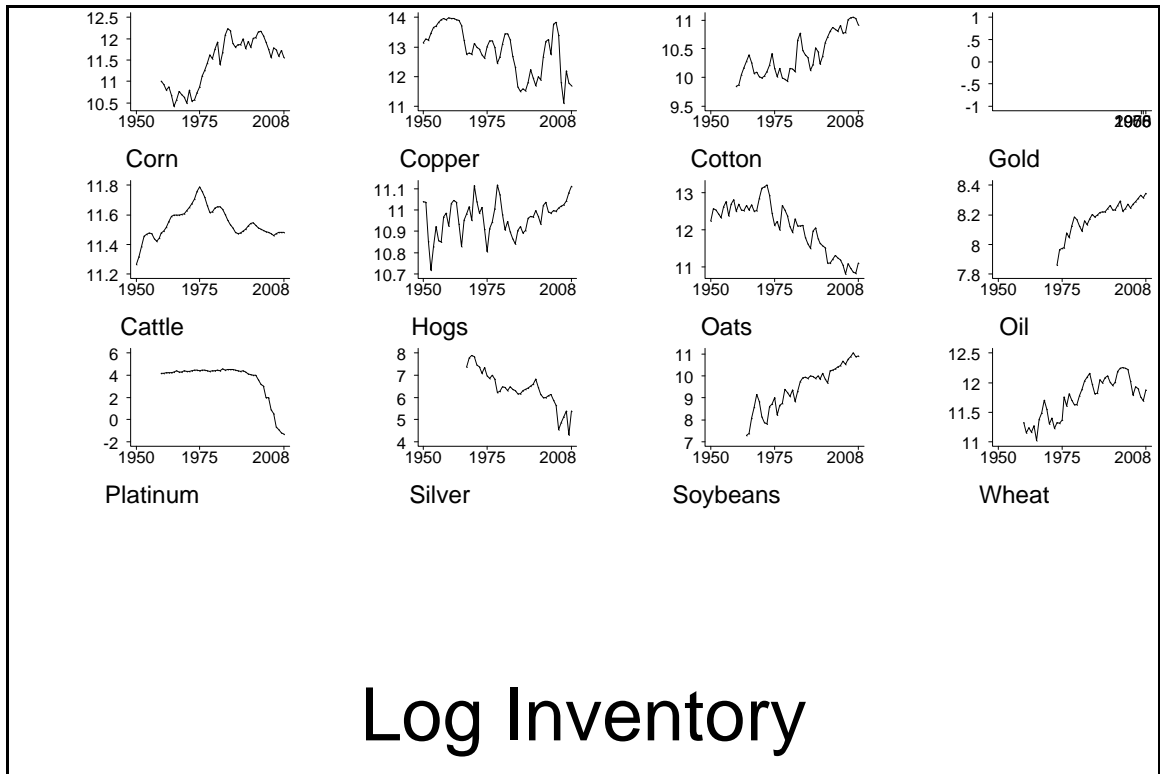 12.5
12
11.5
11
10.5
1950 1975 2008
Corn
14
13
12
11
1950 1975 2008
Copper
11
10.5
10
9.5
1950 1975 2008
Cotton
1
.5
0
-.5
-1
Gold
11.8
11.6
11.4
11.2
1950 1975 2008
Cattle
11.1
11
10.9
10.8
10.7
1950 1975 2008
Hogs
13
12
11
1950 1975 2008
Oats
8.4
8.2
8
7.8
1950 1975 2008
Oil
6
4
2
0
-2
1950 1975 2008
Platinum
8
7
6
5
4
1950 1975 2008
Silver
11
10
9
8
7
1950 1975 2008
Soybeans
12.5
12
11.5
11
1950 1975 2008
Wheat
Log Inventory